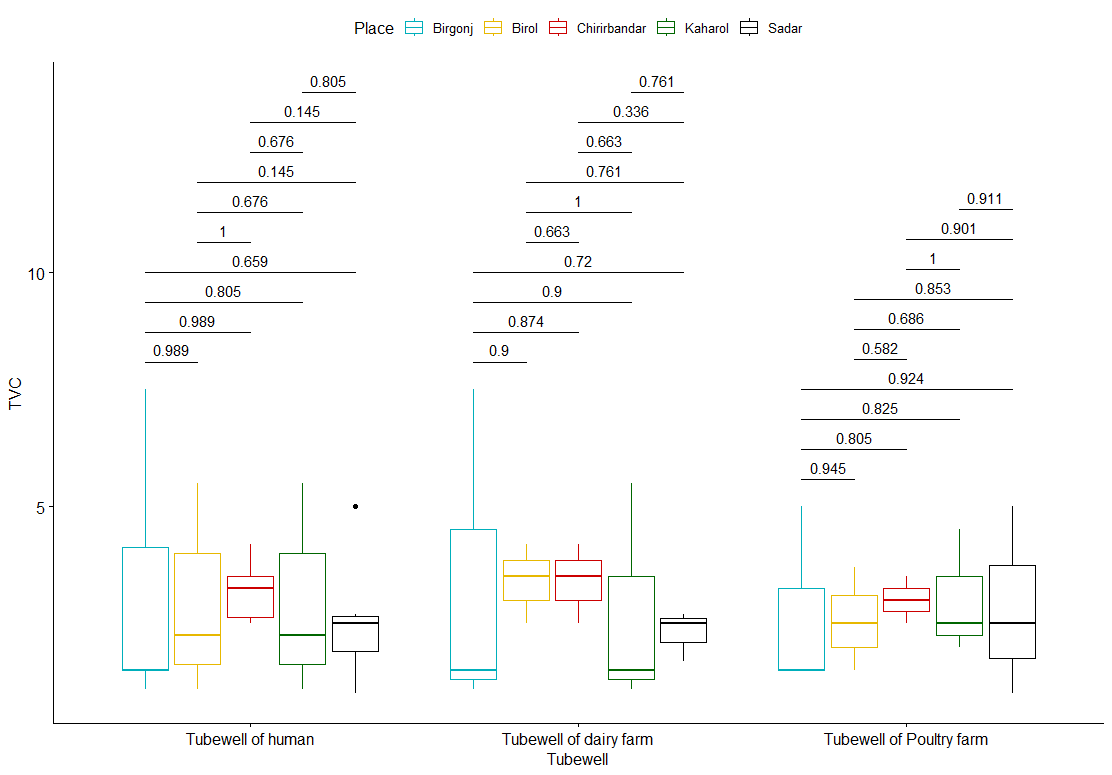 Place Birgonj Birol Chirirbandar Kaharol Sadar
0.805 0.761
0.145 0.336
0.676 0.663
0.145 0.761
0.676 1 0.911
1 0.663 0.901
0.659 0.72 1
10
0.805 0.9 0.853
0.989 0.874 0.686
0.989 0.9 0.582
0.924
TVC
0.825
0.805
0.945
5
Tubewell of human Tubewell of dairy farm Tubewell of Poultry farm
Tubewell